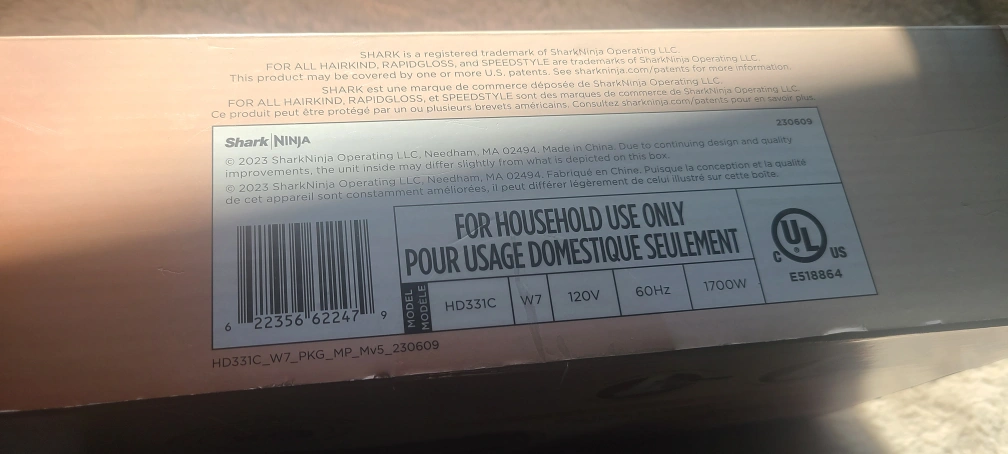 SHARK is a registered trademark of SharkNinja Operating LLC.
FOR ALL HAIRKIND, RAPIDGLOSS, and SPEEDSTYLE are trademarks of SharkNinja Operating LLC.
This product may be covered by one or more U.S. patents. See sharkninja.com/patents for more information.
SHARK est une marque de commerce déposée de SharkNinja Operating LLC.
FOR ALL HAIRKIND, RAPIDGLOSS, et SPEEDSTYLE sont des marques de commerce de SharkNinja Operating LLC.
Ce produit peut être protégé par un ou plusieurs brevets américains. Consultez sharkninja.com/patents pour en savoir plus.
230609
Shark NINJA
© 2023 SharkNinja Operating LLC, Needham, MA 02494. Made in China. Due to continuing design and quality
improvements, the unit inside may differ slightly from what is depicted on this box.
© 2023 SharkNinja Operating LLC, Needham, MA 02494. Fabriqué en Chine. Puisque la conception et la qualité
de cet appareil sont constamment améliorées, il peut différer légèrement de celui illustré sur cette boîte.
FOR HOUSEHOLD USE ONLY
POUR USAGE DOMESTIQUE SEULEMENT
MODEL
MODÈLE
HD331C W7 120V 60Hz 1700W
C UL US
E518864
6 22356 62247 9
HD331C_W7_PKG_MP_Mv5_230609